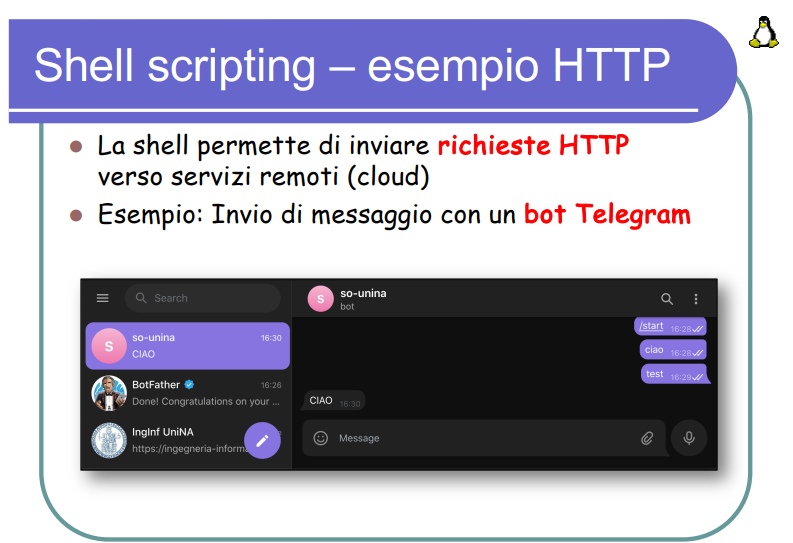 Shell scripting – esempio HTTP
La shell permette di inviare richieste HTTP
verso servizi remoti (cloud)
Esempio: Invio di messaggio con un bot Telegram
Search
S
so-unina
16:30
CIAO
BotFather
16:26
Done! Congratulations on your ...
IngInf UniNA
https://ingegneria-informa
S
so-unina
bot
/start 16:28
ciao 16:28
test 16:29
CIAO 16:30
Message